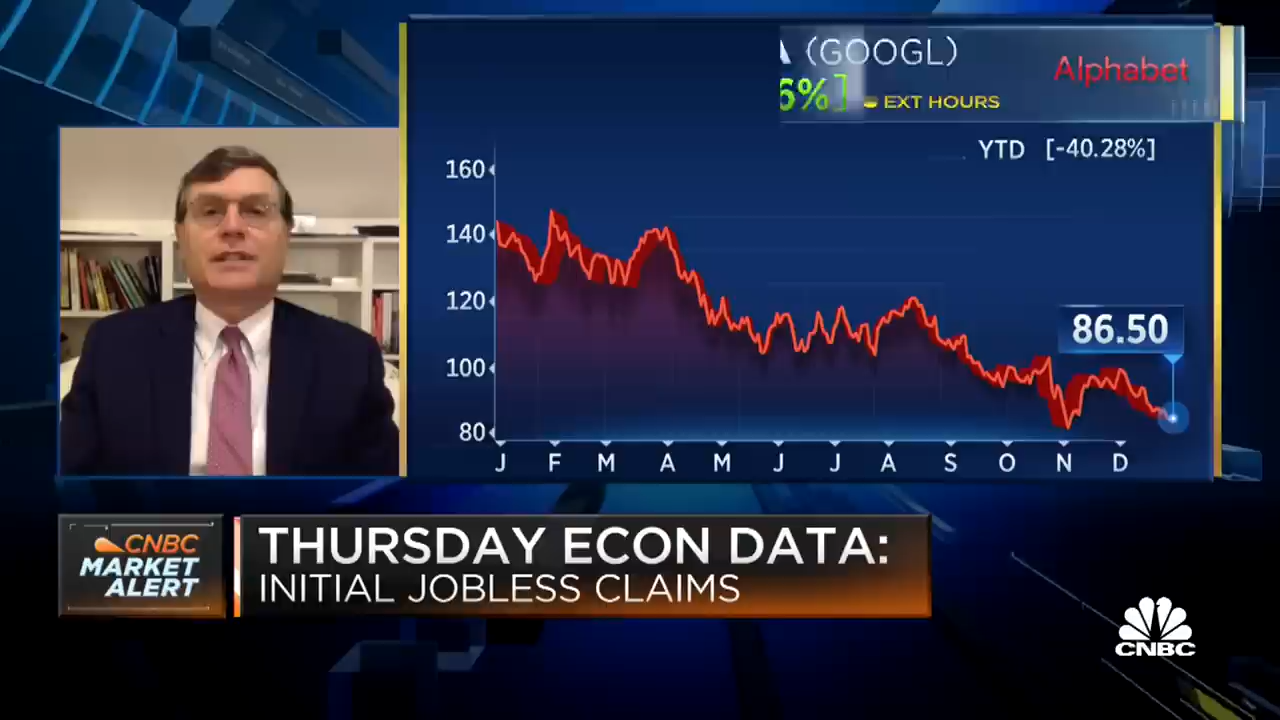 (GOOGL)
6%]
EXT HOURS
Alphabet
YTD [-40.28%]
160
140
120
100
80
86.50
J F M A M J J A S O N D
CNBC
MARKET
ALERT
THURSDAY ECON DATA:
INITIAL JOBLESS CLAIMS
CNBC